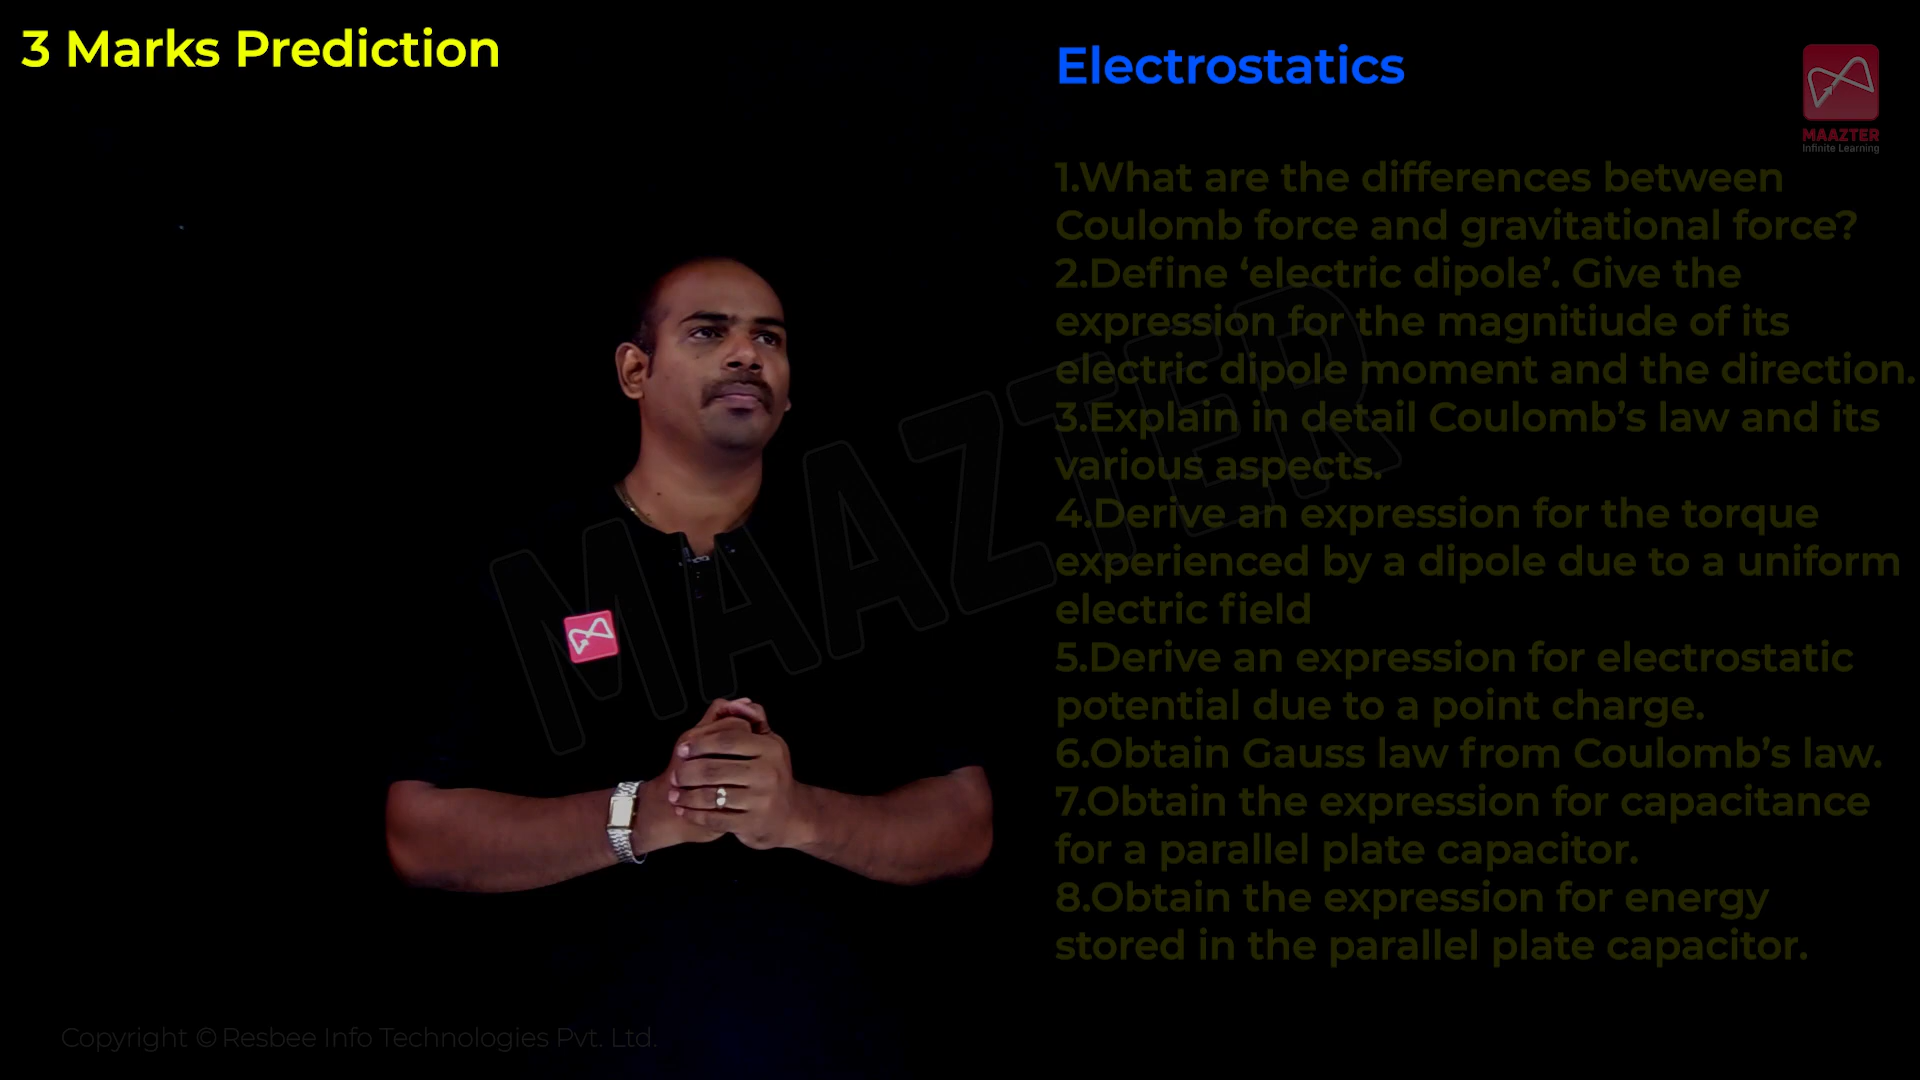 3 Marks Prediction
Electrostatics
MAAZTER
Infinite Learning
1.What are the differences between
Coulomb force and gravitational force?
2.Define ‘electric dipole’. Give the
expression for the magnitiude of its
electric dipole moment and the direction.
3.Explain in detail Coulomb’s law and its
various aspects.
4.Derive an expression for the torque
experienced by a dipole due to a uniform
electric field
5.Derive an expression for electrostatic
potential due to a point charge.
6.Obtain Gauss law from Coulomb’s law.
7.Obtain the expression for capacitance
for a parallel plate capacitor.
8.Obtain the expression for energy
stored in the parallel plate capacitor.
MAAZTER
Copyright © Resbee Info Technologies Pvt. Ltd.